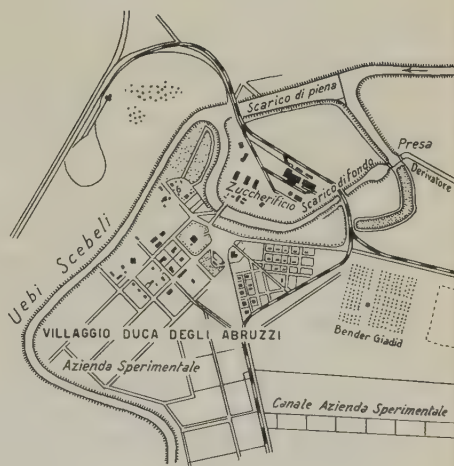 Scarico di piena
Presa
Derivatore
Scarico di fondo
Zuccherificio
Uebi Scebeli
Bender Giadid
VILLAGGIO DUCA DEGLI ABRUZZI
Azienda Sperimentale
Canale Azienda Sperimentale